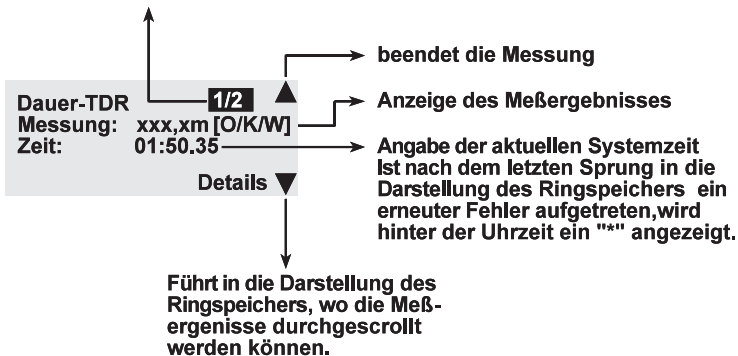 beendet die Messung
Dauer-TDR 1/2 ▲
Messung: xxx,xm [O/K/W]
Zeit: 01:50.35
Details ▼
Anzeige des Meßergebnisses
Angabe der aktuellen Systemzeit
Ist nach dem letzten Sprung in die
Darstellung des Ringspeichers ein
erneuter Fehler aufgetreten,wird
hinter der Uhrzeit ein "*" angezeigt.
Führt in die Darstellung des
Ringspeichers, wo die Meß-
ergenisse durchgescrollt
werden können.